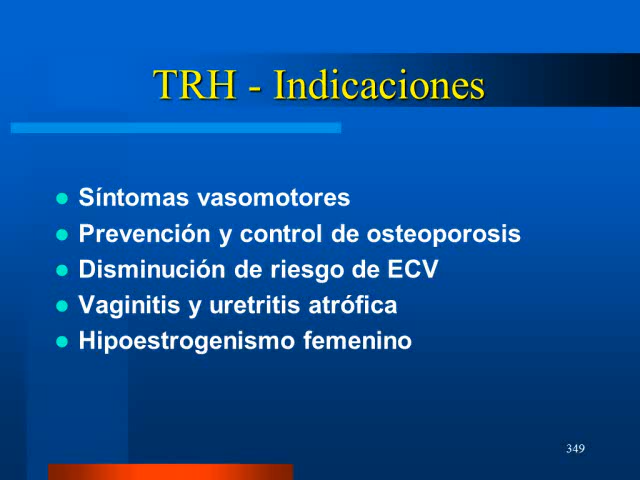 TRH - Indicaciones
Síntomas vasomotores
Prevención y control de osteoporosis
Disminución de riesgo de ECV
Vaginitis y uretritis atrófica
Hipoestrogenismo femenino
349